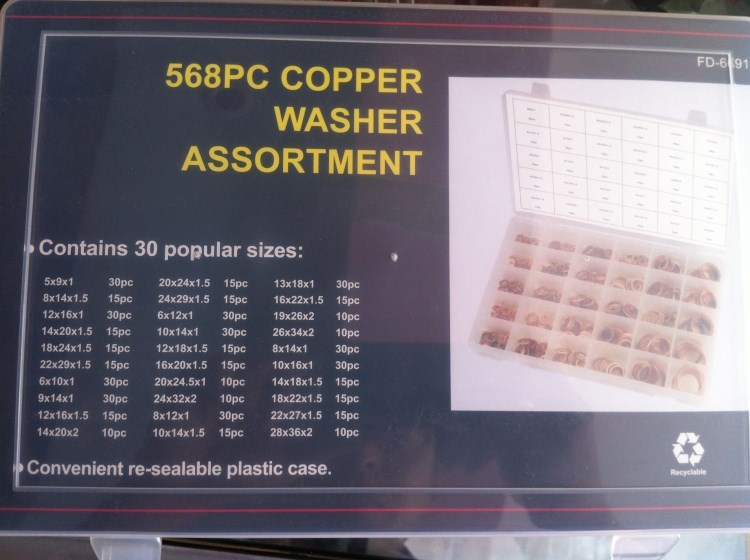 FD-6691
568PC COPPER
WASHER
ASSORTMENT
Contains 30 popular sizes:
5x9x1 30pc 20x24x1.5 15pc 13x18x1 30pc
8x14x1.5 15pc 24x29x1.5 15pc 16x22x1.5 15pc
12x16x1 30pc 6x12x1 30pc 19x26x2 10pc
14x20x1.5 15pc 10x14x1 30pc 26x34x2 10pc
18x24x1.5 15pc 12x18x1.5 15pc 8x14x1 30pc
22x29x1.5 15pc 16x20x1.5 15pc 10x16x1 30pc
6x10x1 30pc 20x24.5x1 10pc 14x18x1.5 15pc
9x14x1 30pc 24x32x2 10pc 18x22x1.5 15pc
12x16x1.5 15pc 8x12x1 30pc 22x27x1.5 15pc
14x20x2 10pc 10x14x1.5 15pc 28x36x2 10pc
Convenient re-sealable plastic case.
Recyclable